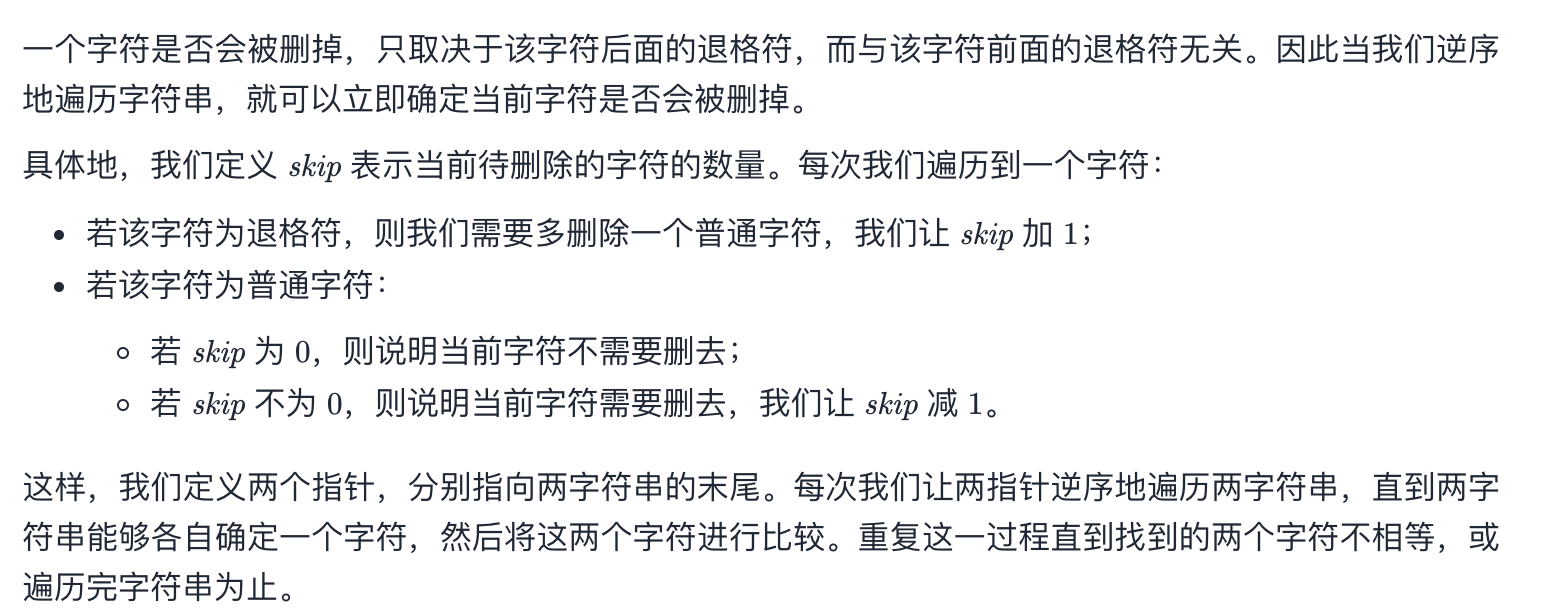 一个字符是否会被删掉，只取决于该字符后面的退格符，而与该字符前面的退格符无关。因此当我们逆序
地遍历字符串，就可以立即确定当前字符是否会被删掉。
具体地，我们定义 skip 表示当前待删除的字符的数量。每次我们遍历到一个字符：
• 若该字符为退格符，则我们需要多删除一个普通字符，我们让 skip 加 1；
• 若该字符为普通字符：
◦ 若 skip 为 0，则说明当前字符不需要删去；
◦ 若 skip 不为 0，则说明当前字符需要删去，我们让 skip 减 1。
这样，我们定义两个指针，分别指向两字符串的末尾。每次我们让两指针逆序地遍历两字符串，直到两字
符串能够各自确定一个字符，然后将这两个字符进行比较。重复这一过程直到找到的两个字符不相等，或
遍历完字符串为止。